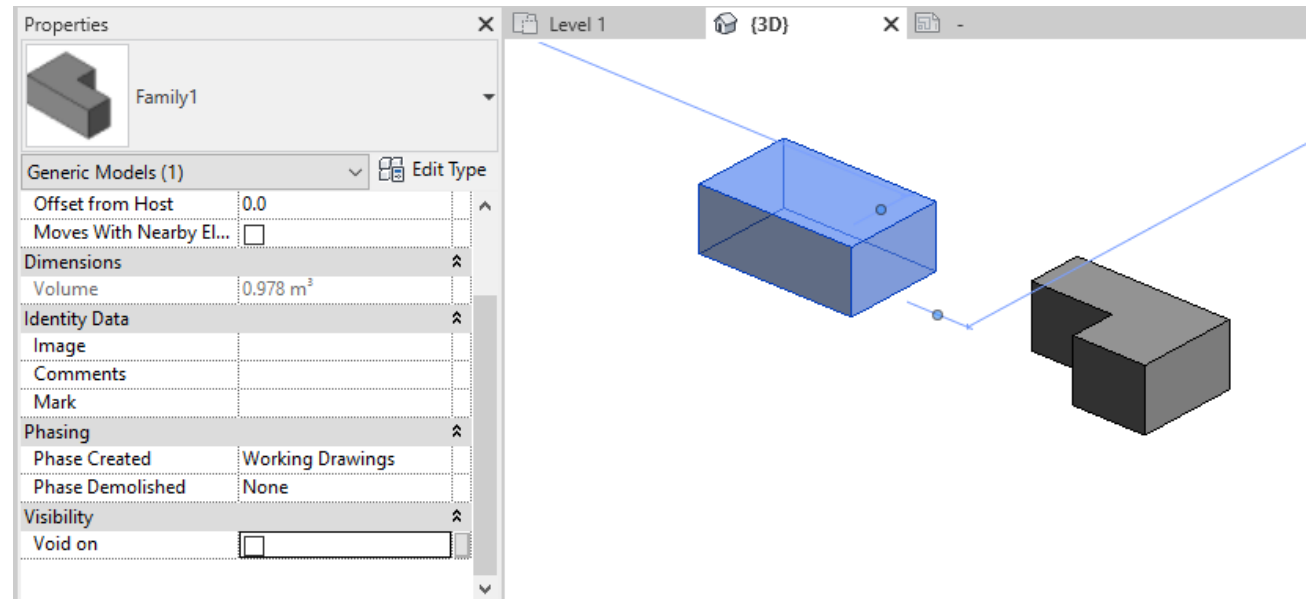 Properties
Level 1
{3D}
-
Family1
Generic Models (1)
Edit Type
Offset from Host 0.0
Moves With Nearby El...
Dimensions
Volume 0.978 m³
Identity Data
Image
Comments
Mark
Phasing
Phase Created Working Drawings
Phase Demolished None
Visibility
Void on